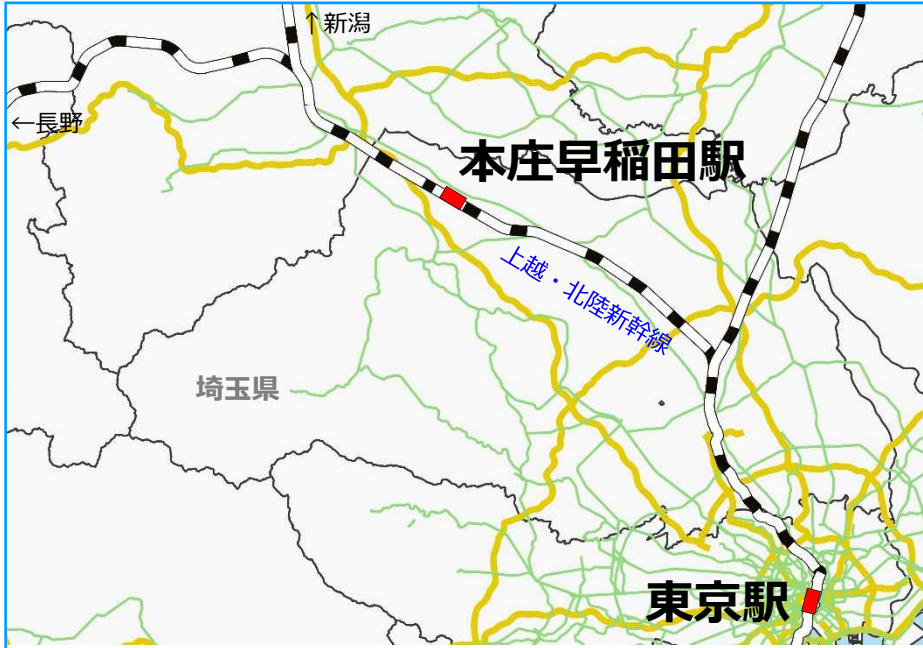 ↑新潟
←長野
本庄早稲田駅
上越・北陸新幹線
埼玉県
東京駅